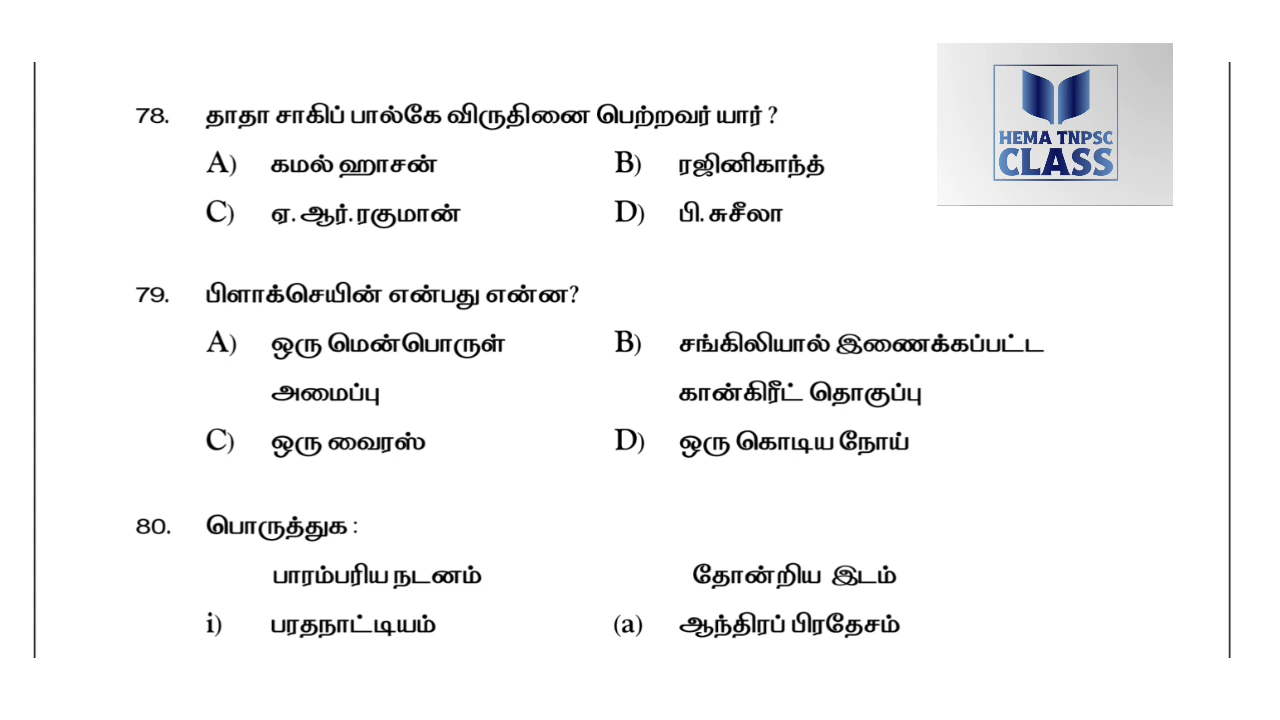 HEMA TNPSC
CLASS
78. தாதா சாகிப் பால்கே விருதினை பெற்றவர் யார் ?
A) கமல் ஹாசன் B) ரஜினிகாந்த்
C) ஏ. ஆர். ரகுமான் D) பி. சுசீலா
79. பிளாக்செயின் என்பது என்ன?
A) ஒரு மென்பொருள் B) சங்கிலியால் இணைக்கப்பட்ட
அமைப்பு கான்கிரீட் தொகுப்பு
C) ஒரு வைரஸ் D) ஒரு கொடிய நோய்
80. பொருத்துக :
பாரம்பரிய நடனம் தோன்றிய இடம்
i) பரதநாட்டியம் (a) ஆந்திரப் பிரதேசம்